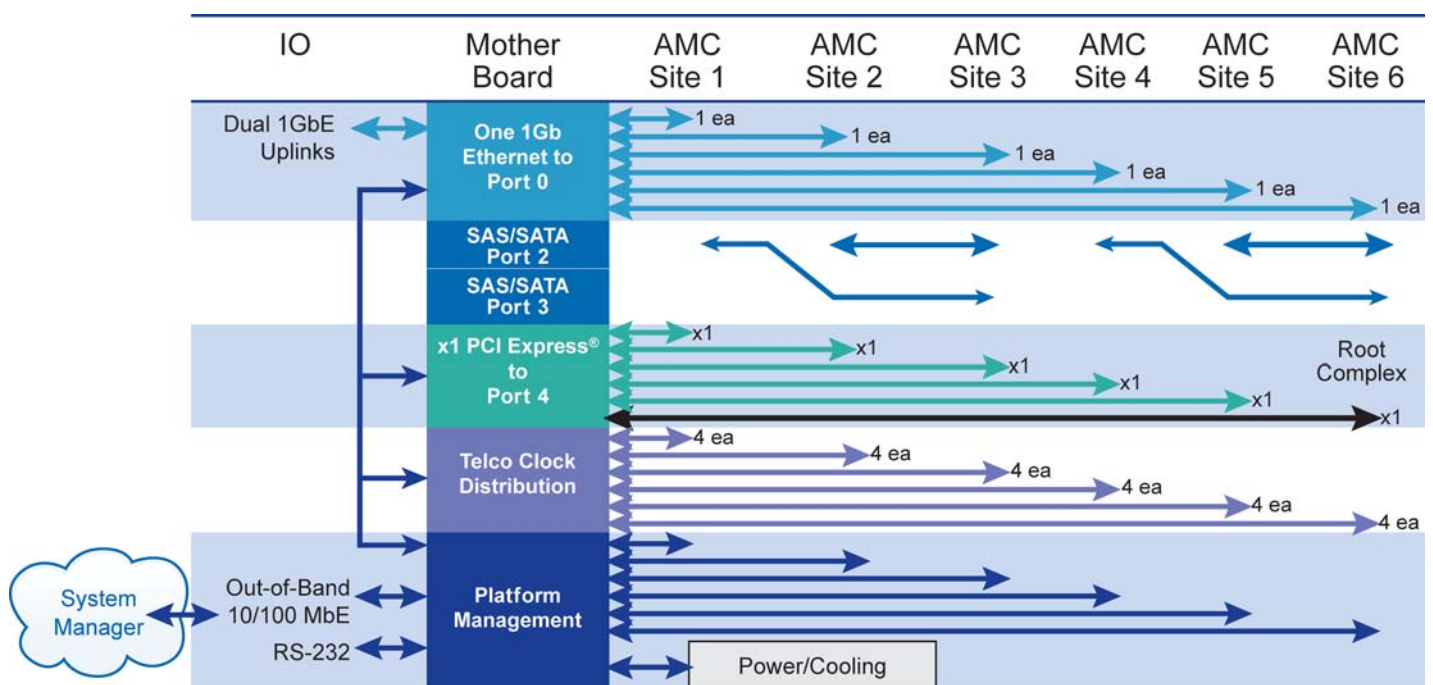 IO
Mother
Board
AMC
Site 1
AMC
Site 2
AMC
Site 3
AMC
Site 4
AMC
Site 5
AMC
Site 6
Dual 1GbE
Uplinks
One 1Gb
Ethernet to
Port 0
1 ea
1 ea
1 ea
1 ea
1 ea
1 ea
SAS/SATA
Port 2
SAS/SATA
Port 3
x1 PCI Express®
to
Port 4
x1
x1
x1
x1
x1
x1
Root
Complex
Telco Clock
Distribution
4 ea
4 ea
4 ea
4 ea
4 ea
4 ea
System
Manager
Out-of-Band
10/100 MbE
RS-232
Platform
Management
Power/Cooling